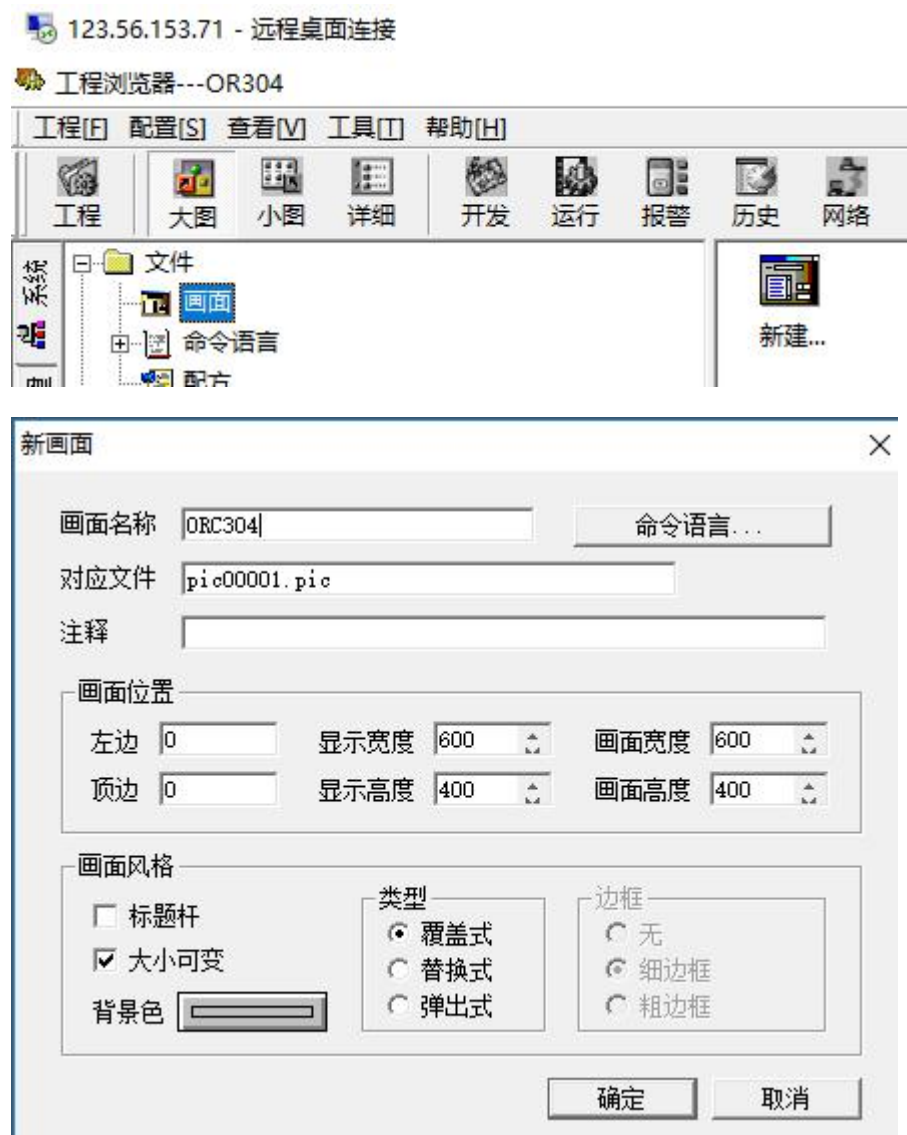 123.56.153.71 - 远程桌面连接
工程浏览器---OR304
工程[F] 配置[S] 查看[V] 工具[T] 帮助[H]
工程 大图 小图 详细 开发 运行 报警 历史 网络
系统
文件
画面
命令语言
配方
新建...
新画面
画面名称 ORC304 命令语言...
对应文件 pic00001.pic
注释
画面位置
左边 0 显示宽度 600 画面宽度 600
顶边 0 显示高度 400 画面高度 400
画面风格
标题杆
大小可变
背景色
类型
覆盖式
替换式
弹出式
边框
无
细边框
粗边框
确定 取消